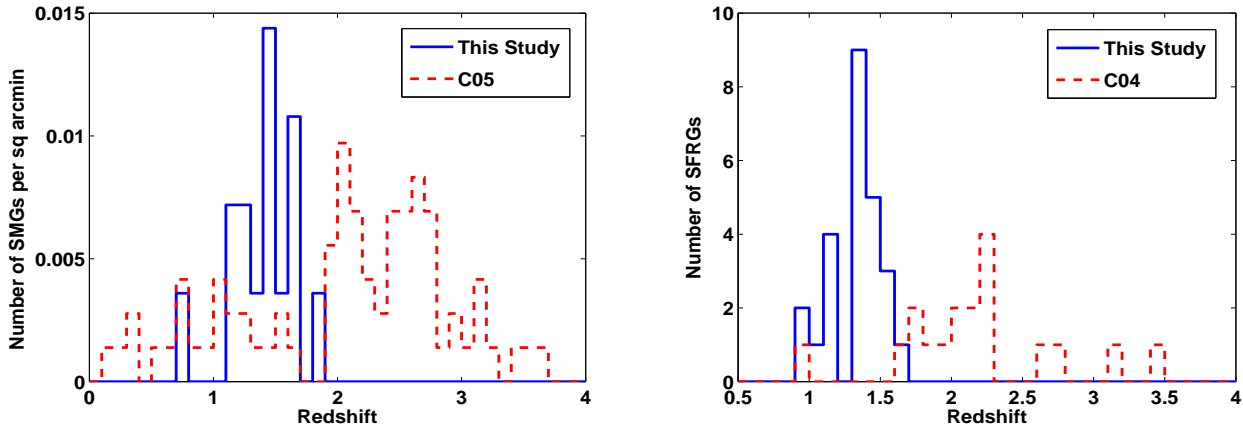 Number of SMGs per sq arcmin
0.015
0.01
0.005
0
0 1 2 3 4
Redshift
This Study
C05
Number of SFRGs
10
8
6
4
2
0
0.5 1 1.5 2 2.5 3 3.5 4
Redshift
This Study
C04